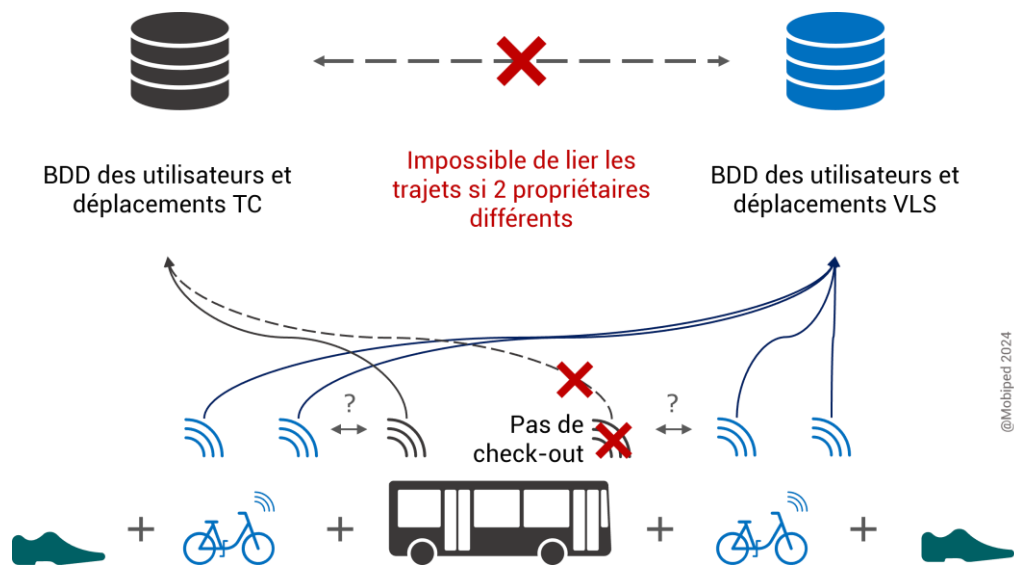 BDD des utilisateurs et
déplacements TC
Impossible de lier les
trajets si 2 propriétaires
différents
BDD des utilisateurs et
déplacements VLS
?
?
Pas de
check-out
+
+
+
+
@Mobiped 2024